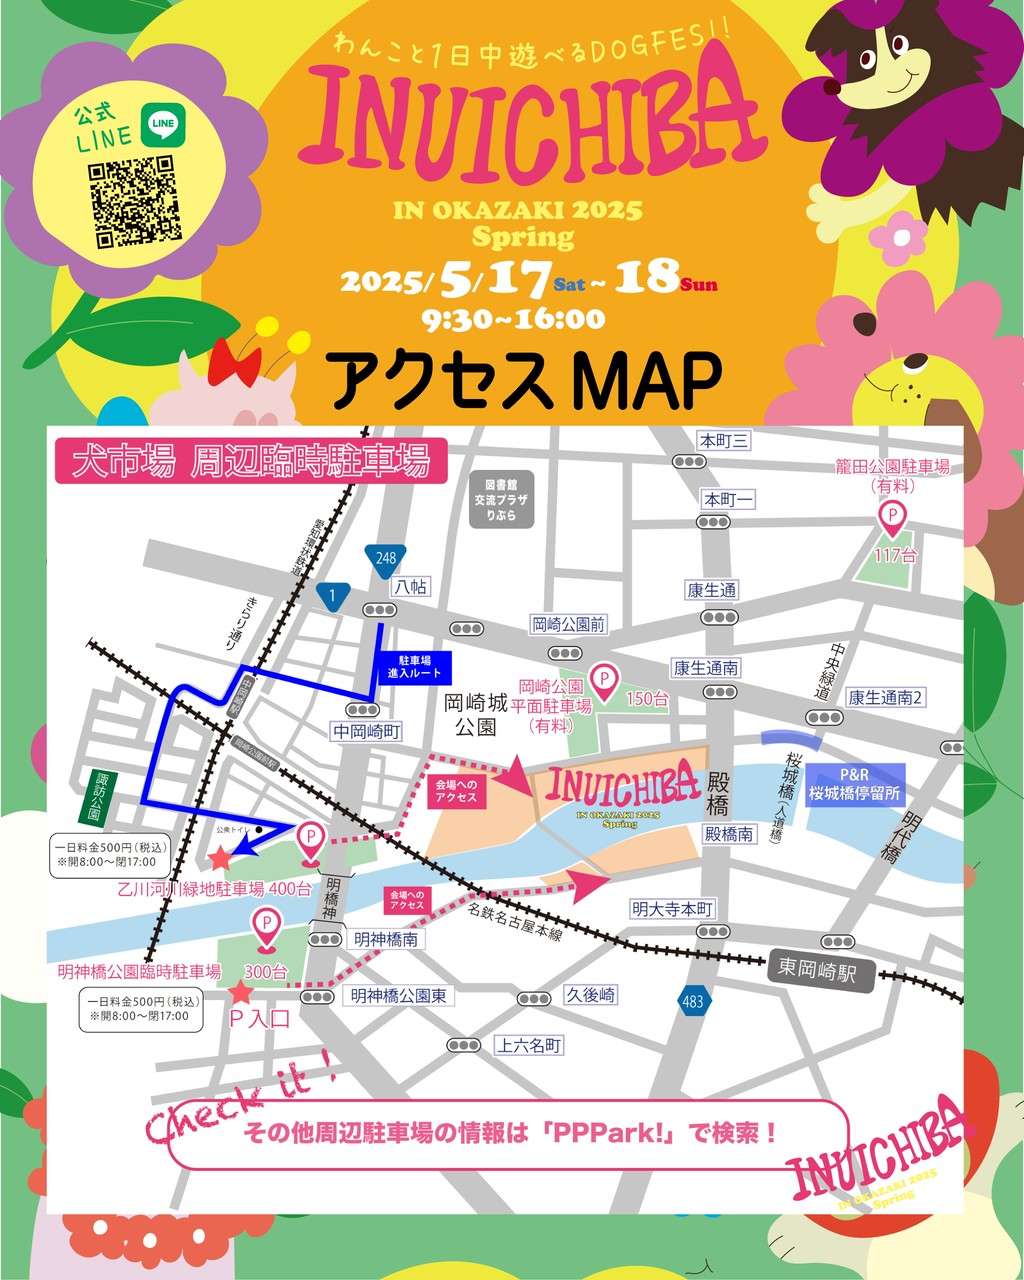 わんこと1日中遊べるDOGFES!!
公式
LINE
LINE
INUICHIBA
IN OKAZAKI 2025
Spring
2025/5/17Sat~18Sun
9:30~16:00
アクセスMAP
犬市場 周辺臨時駐車場
本町三
図書館
交流プラザ
りぶら
籠田公園駐車場
(有料)
P
117台
本町一
愛知環状鉄道
248
1
八帖
康生通
きらり通り
岡崎公園前
駐車場
進入ルート
康生通南
中央緑道
中岡崎駅
岡崎城
公園
岡崎公園
平面駐車場
(有料)
P
150台
康生通南2
中岡崎町
岡崎公園前駅
諏訪公園
会場への
アクセス
INUICHIBA
IN OKAZAKI 2025
Spring
殿橋
桜城橋(人道橋)
P&R
桜城橋停留所
殿橋南
明代橋
公衆トイレ
P
一日料金500円(税込)
※開8:00〜閉17:00
乙川河川緑地駐車場 400台
明橋神
会場への
アクセス
名鉄名古屋本線
明大寺本町
P
明神橋南
明神橋公園臨時駐車場 300台
東岡崎駅
一日料金500円(税込)
※開8:00〜閉17:00
P入口
明神橋公園東
久後崎
483
上六名町
Check it!
その他周辺駐車場の情報は「PPPark!」で検索!
INUICHIBA
IN OKAZAKI 2025
Spring